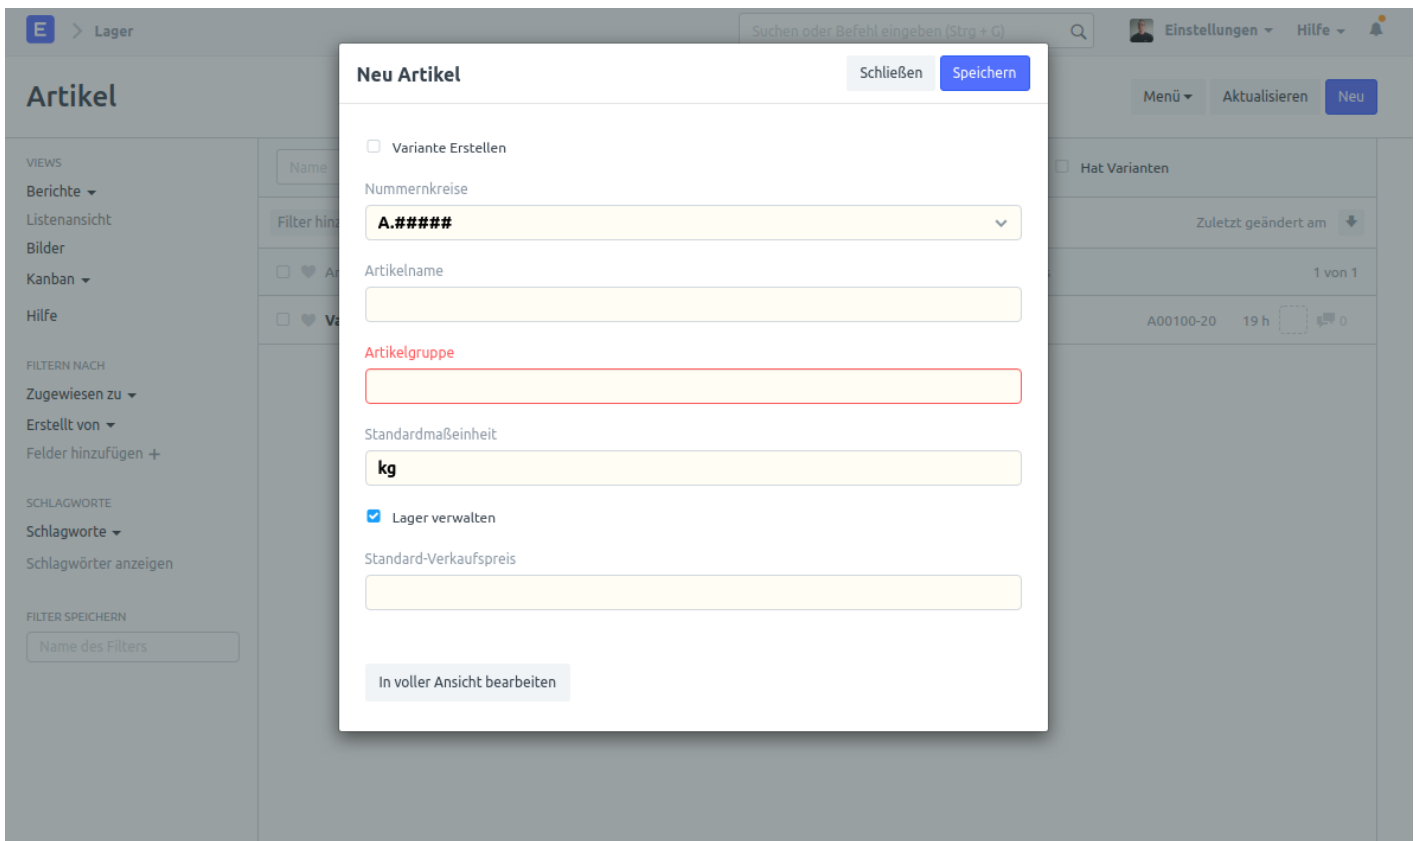 E
Lager
Suchen oder Befehl eingeben (Strg + G)
Einstellungen
Hilfe
Artikel
Menü
Aktualisieren
Neu
VIEWS
Berichte
Listenansicht
Bilder
Kanban
Hilfe
FILTERN NACH
Zugewiesen zu
Erstellt von
Felder hinzufügen +
SCHLAGWORTE
Schlagworte
Schlagwörter anzeigen
FILTER SPEICHERN
Name des Filters
Name
Hat Varianten
Zuletzt geändert am
1 von 1
A00100-20 19 h 0
Neu Artikel
Schließen
Speichern
Variante Erstellen
Nummernkreise
A.#####
Artikelname
Artikelgruppe
Standardmaßeinheit
kg
Lager verwalten
Standard-Verkaufspreis
In voller Ansicht bearbeiten